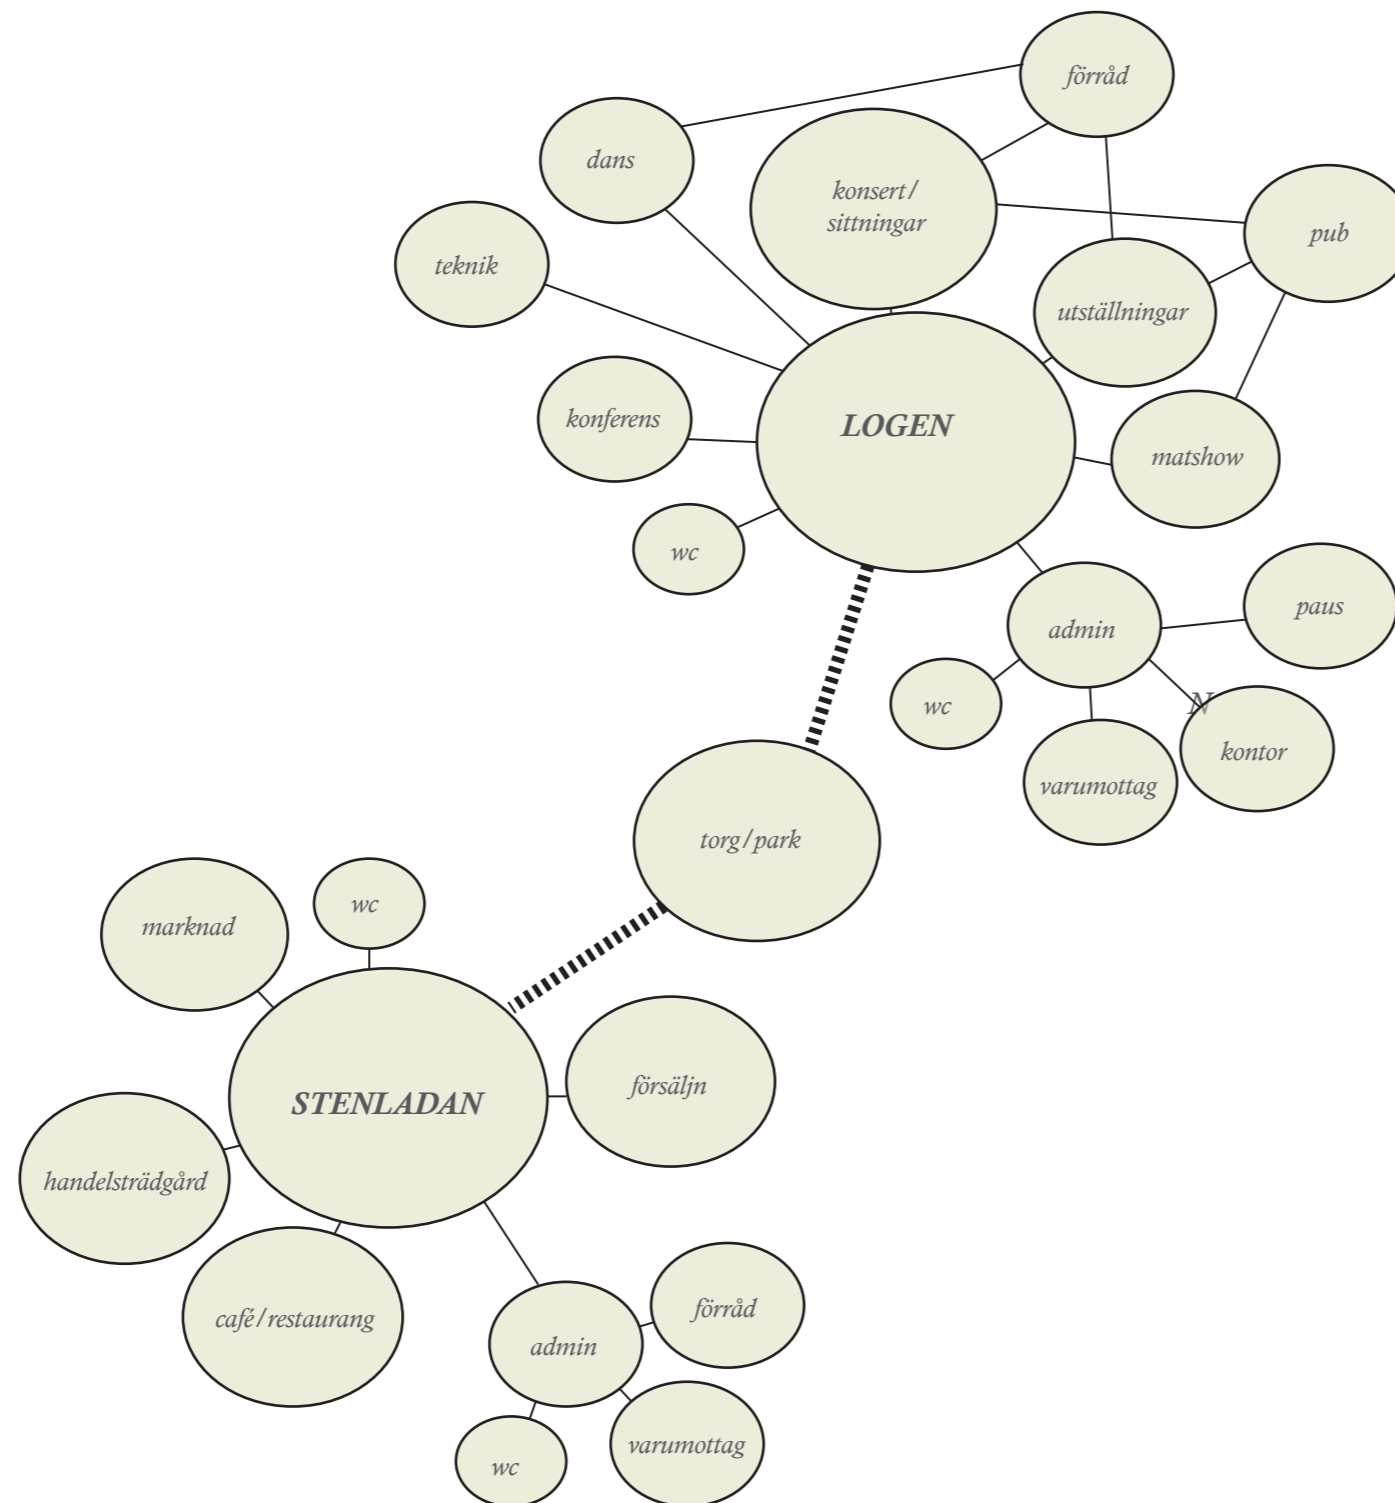 förråd
dans
konsert/
sittningar
pub
teknik
utställningar
konferens
LOGEN
matshow
wc
paus
admin
wc
N
kontor
varumottag
torg/park
marknad
wc
försäljn
STENLADAN
handelsträdgård
café/restaurang
förråd
admin
varumottag
wc